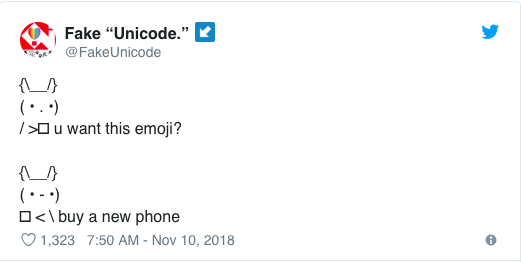 Fake “Unicode.” ↙
@FakeUnicode
{\__/}
( • . •)
/ >□ u want this emoji?
{\__/}
( • - •)
□ < \ buy a new phone
1,323 7:50 AM - Nov 10, 2018